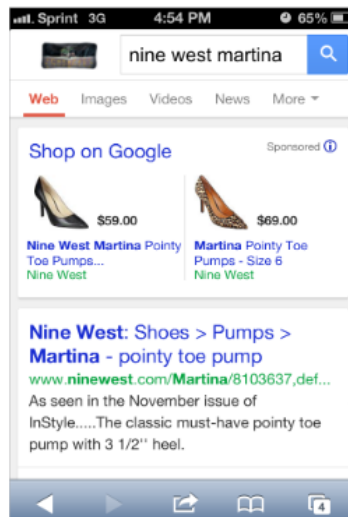 Sprint 3G 4:54 PM 65%
nine west martina
Web Images Videos News More
Shop on Google Sponsored
$59.00 $69.00
Nine West Martina Pointy Toe Pumps...
Nine West
Martina Pointy Toe Pumps - Size 6
Nine West
Nine West: Shoes > Pumps >
Martina - pointy toe pump
www.ninewest.com/Martina/8103637,def...
As seen in the November issue of
InStyle.....The classic must-have pointy toe
pump with 3 1/2'' heel.
4